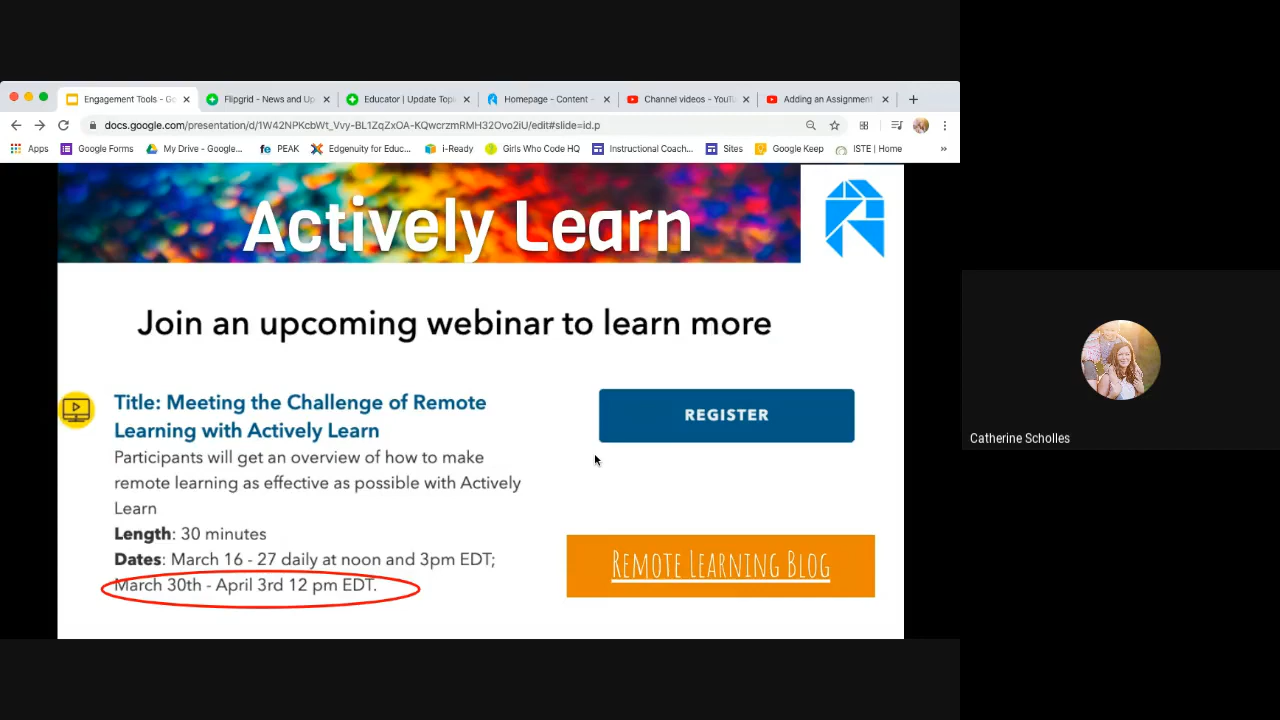 Engagement Tools - Go
Flipgrid - News and Up
Educator | Update Topi
Homepage - Content -
Channel videos - YouTu
Adding an Assignment
docs.google.com/presentation/d/1W42NPKcbWt_Vvy-BL1ZqZxOA-KQwcrzmRMH32Ovo2iU/edit#slide=id.p
Apps
Google Forms
My Drive - Google...
fe PEAK
Edgenuity for Educ...
i-Ready
Girls Who Code HQ
Instructional Coach...
Sites
Google Keep
ISTE | Home
»
Actively Learn
Join an upcoming webinar to learn more
Title: Meeting the Challenge of Remote
Learning with Actively Learn
Participants will get an overview of how to make
remote learning as effective as possible with Actively
Learn
Length: 30 minutes
Dates: March 16 - 27 daily at noon and 3pm EDT;
March 30th - April 3rd 12 pm EDT.
REGISTER
Remote Learning Blog
Catherine Scholles